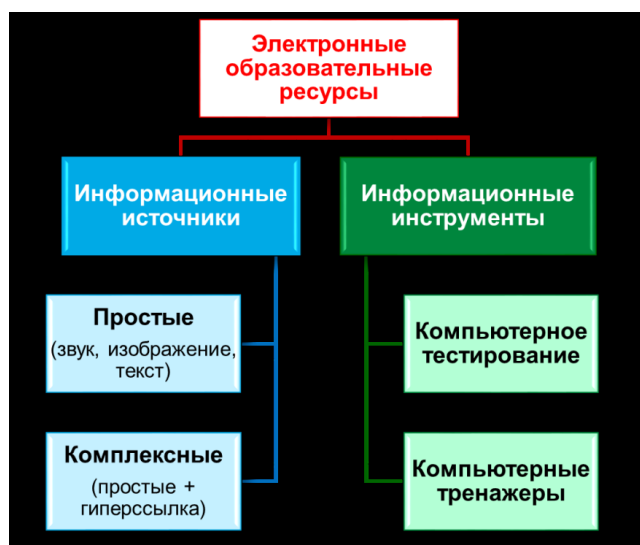 Электронные
образовательные
ресурсы
Информационные
источники
Информационные
инструменты
Простые
(звук, изображение,
текст)
Компьютерное
тестирование
Комплексные
(простые +
гиперссылка)
Компьютерные
тренажеры